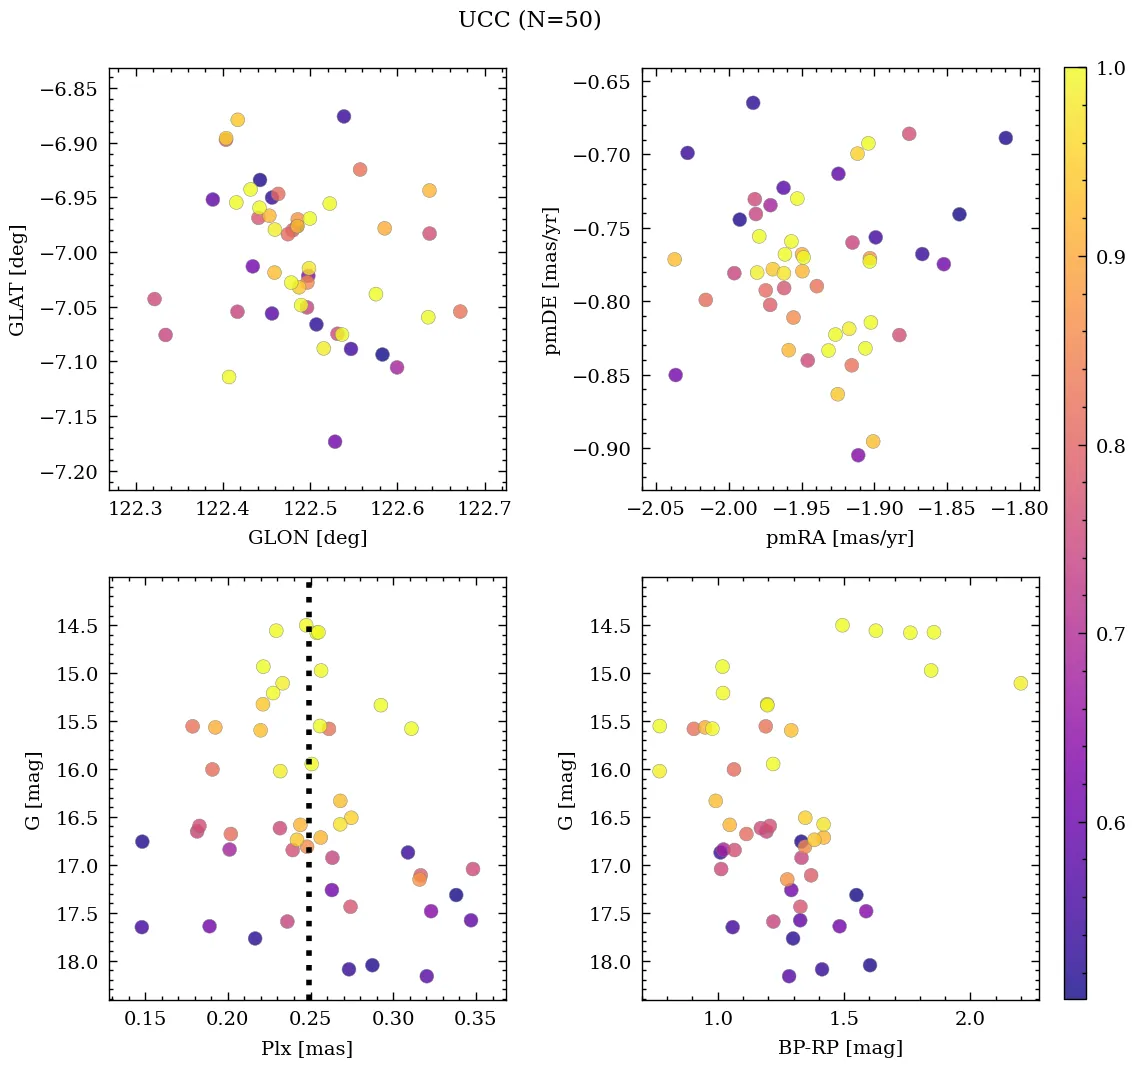 UCC (N=50)
−6.85
−6.90
−6.95
−7.00
−7.05
−7.10
−7.15
−7.20
GLAT [deg]
122.3 122.4 122.5 122.6 122.7
GLON [deg]
−0.65
−0.70
−0.75
−0.80
−0.85
−0.90
pmDE [mas/yr]
−2.05 −2.00 −1.95 −1.90 −1.85 −1.80
pmRA [mas/yr]
14.5
15.0
15.5
16.0
16.5
17.0
17.5
18.0
G [mag]
0.15 0.20 0.25 0.30 0.35
Plx [mas]
14.5
15.0
15.5
16.0
16.5
17.0
17.5
18.0
G [mag]
1.0 1.5 2.0
BP-RP [mag]
1.0
0.9
0.8
0.7
0.6